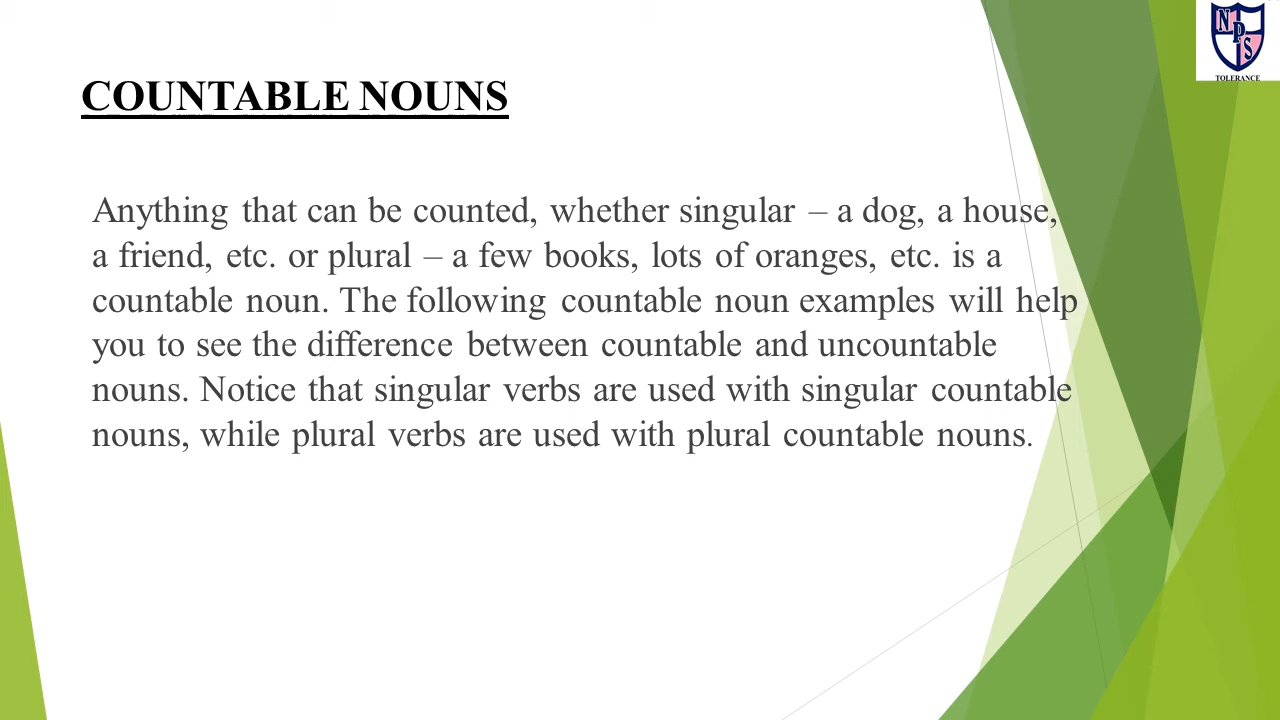 NPS
TOLERANCE
COUNTABLE NOUNS
Anything that can be counted, whether singular – a dog, a house,
a friend, etc. or plural – a few books, lots of oranges, etc. is a
countable noun. The following countable noun examples will help
you to see the difference between countable and uncountable
nouns. Notice that singular verbs are used with singular countable
nouns, while plural verbs are used with plural countable nouns.